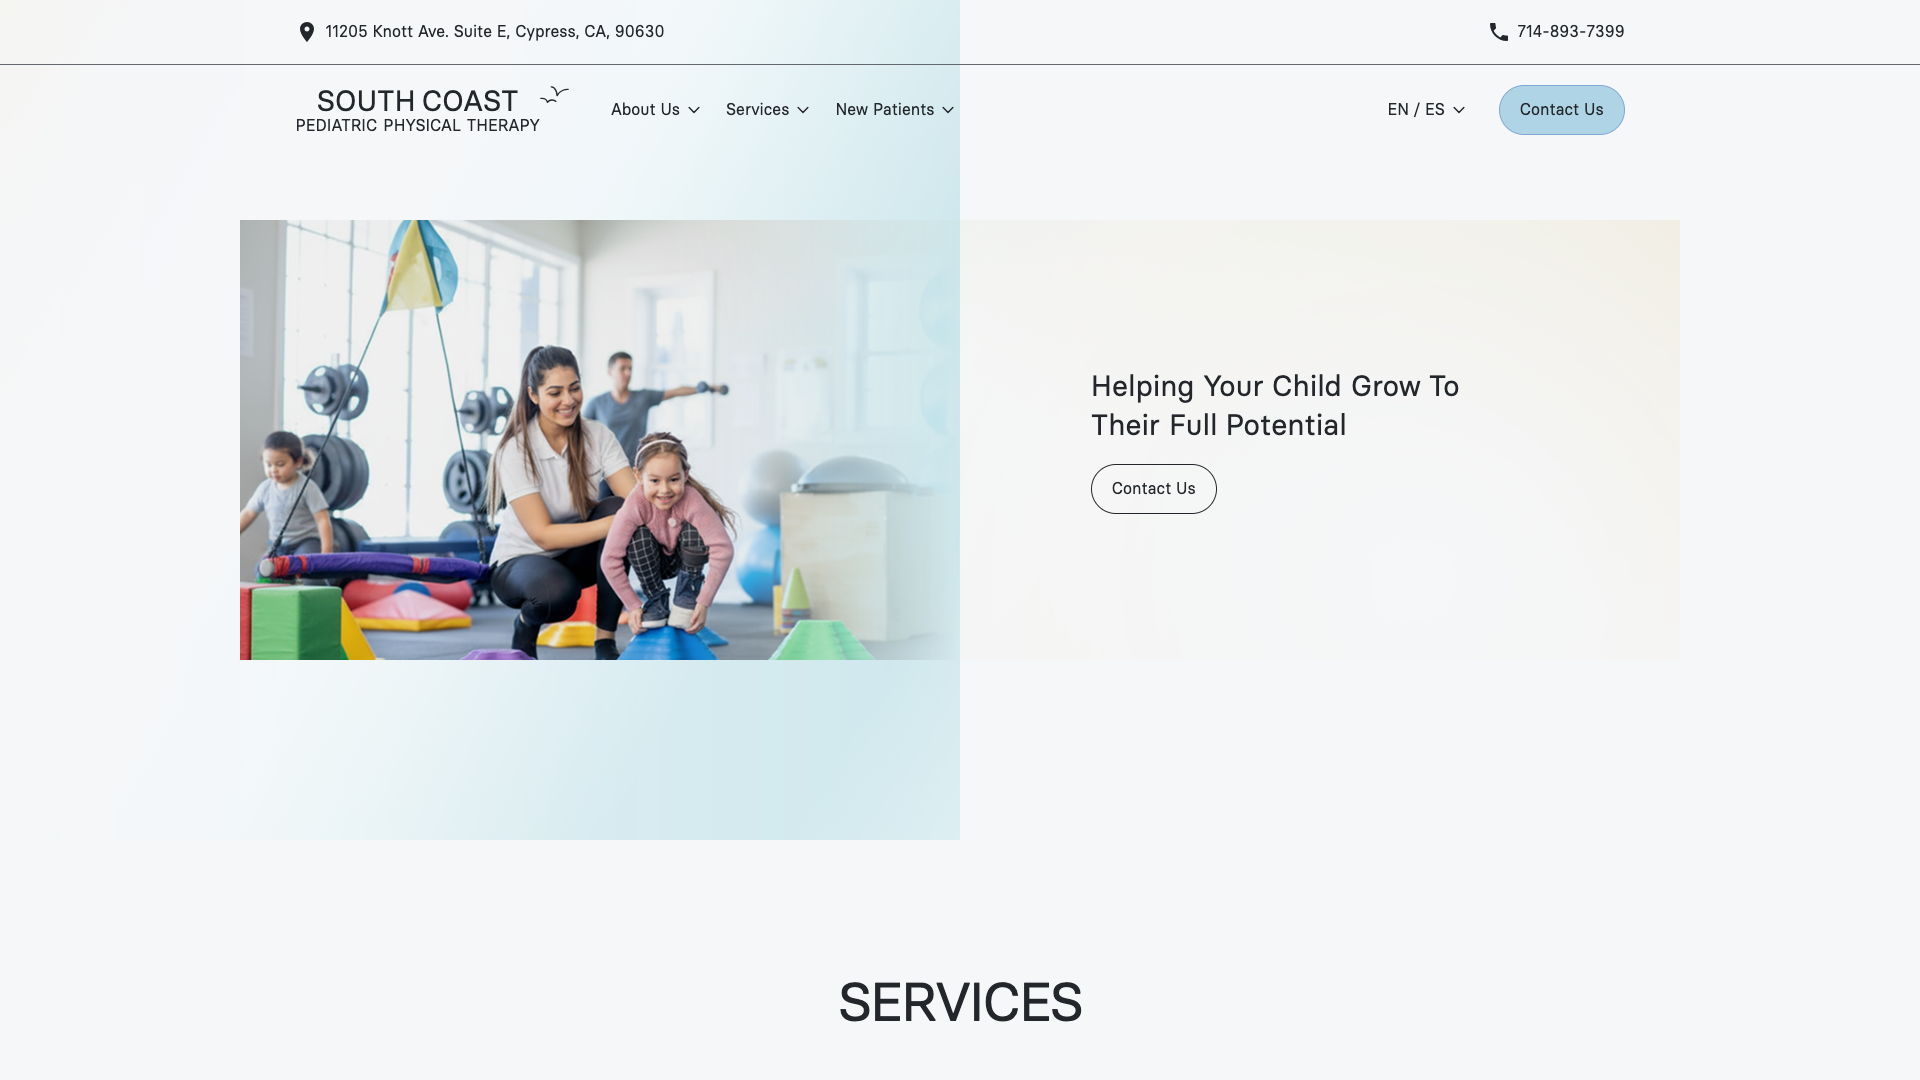 11205 Knott Ave. Suite E, Cypress, CA, 90630
714-893-7399
SOUTH COAST
PEDIATRIC PHYSICAL THERAPY
About Us
Services
New Patients
EN / ES
Contact Us
Helping Your Child Grow To
Their Full Potential
Contact Us
SERVICES